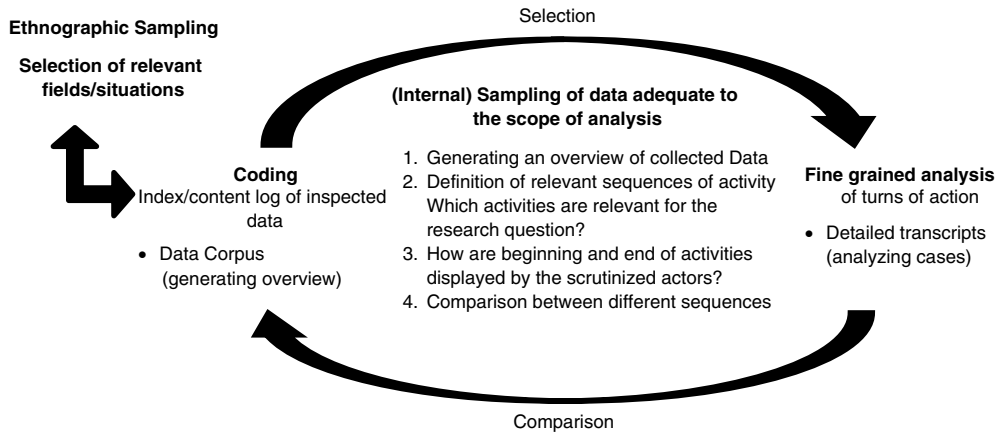 Selection
Ethnographic Sampling
Selection of relevant
fields/situations
(Internal) Sampling of data adequate to
the scope of analysis
1. Generating an overview of collected Data
2. Definition of relevant sequences of activity
Which activities are relevant for the
research question?
3. How are beginning and end of activities
displayed by the scrutinized actors?
4. Comparison between different sequences
Coding
Index/content log of inspected
data
• Data Corpus
(generating overview)
Fine grained analysis
of turns of action
• Detailed transcripts
(analyzing cases)
Comparison